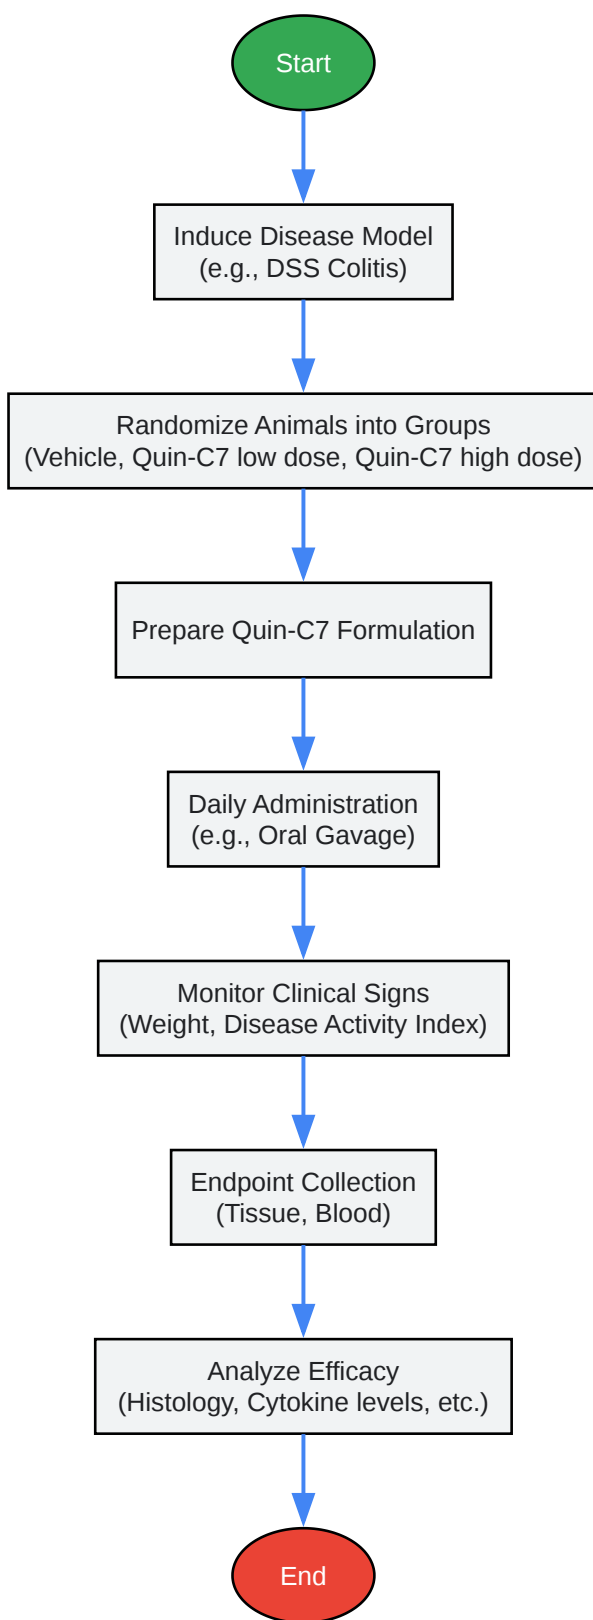 Start
Induce Disease Model
(e.g., DSS Colitis)
Randomize Animals into Groups
(Vehicle, Quin-C7 low dose, Quin-C7 high dose)
Prepare Quin-C7 Formulation
Daily Administration
(e.g., Oral Gavage)
Monitor Clinical Signs
(Weight, Disease Activity Index)
Endpoint Collection
(Tissue, Blood)
Analyze Efficacy
(Histology, Cytokine levels, etc.)
End